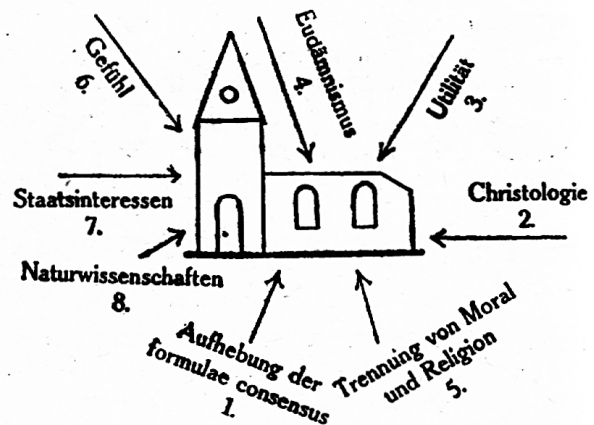 Gefühl
6.
Eudämnismus
4.
Utilität
3.
Staatsinteressen
7.
Christologie
2.
Naturwissenschaften
8.
Aufhebung der
formulae consensus
1.
Trennung von Moral
und Religion
5.